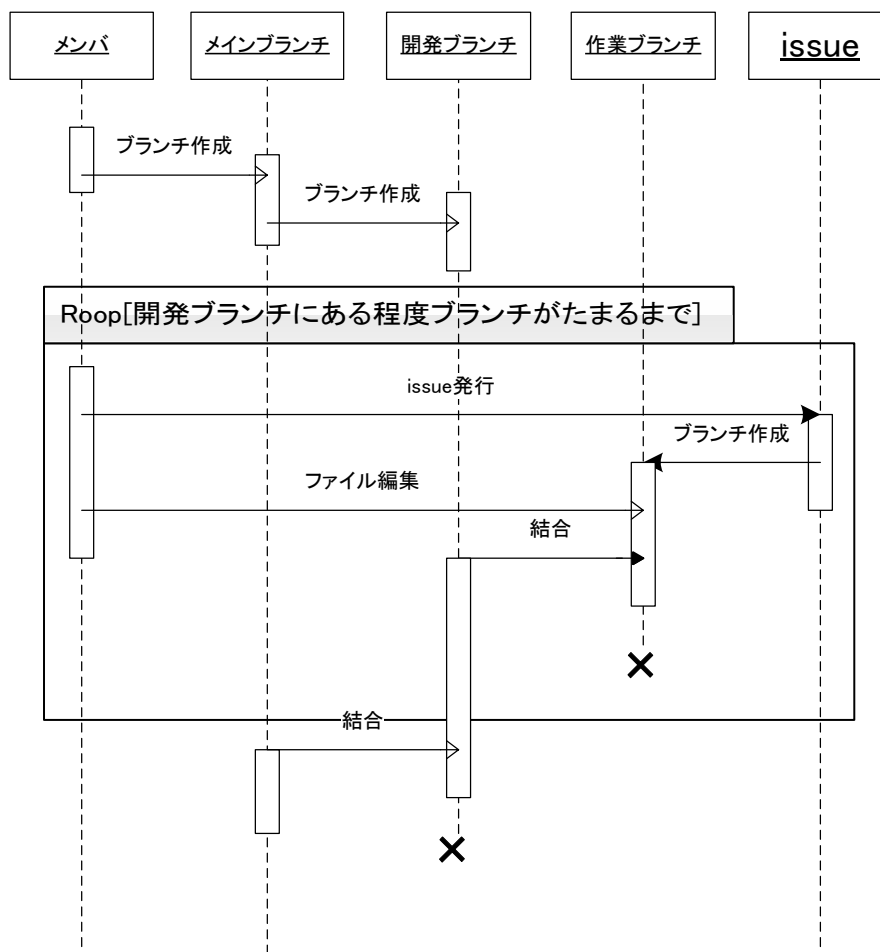 メンバ
メインブランチ
開発ブランチ
作業ブランチ
issue
ブランチ作成
ブランチ作成
Roop[開発ブランチにある程度ブランチがたまるまで]
issue発行
ブランチ作成
ファイル編集
結合
結合